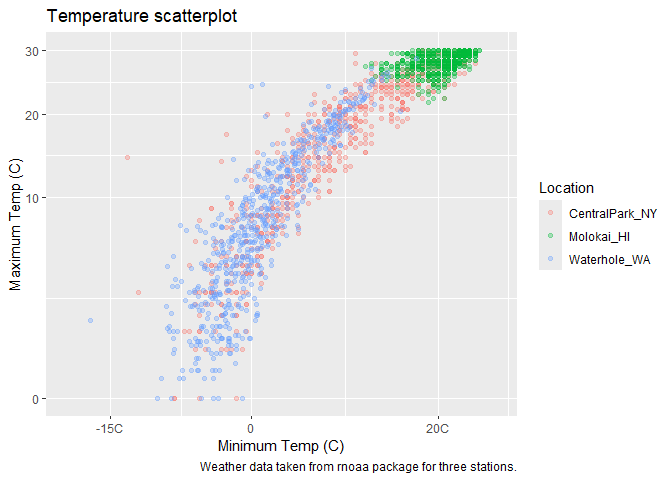 Temperature scatterplot
30
20
10
0
Maximum Temp (C)
-15C
0
20C
Minimum Temp (C)
Location
CentralPark_NY
Molokai_HI
Waterhole_WA
Weather data taken from rnoaa package for three stations.